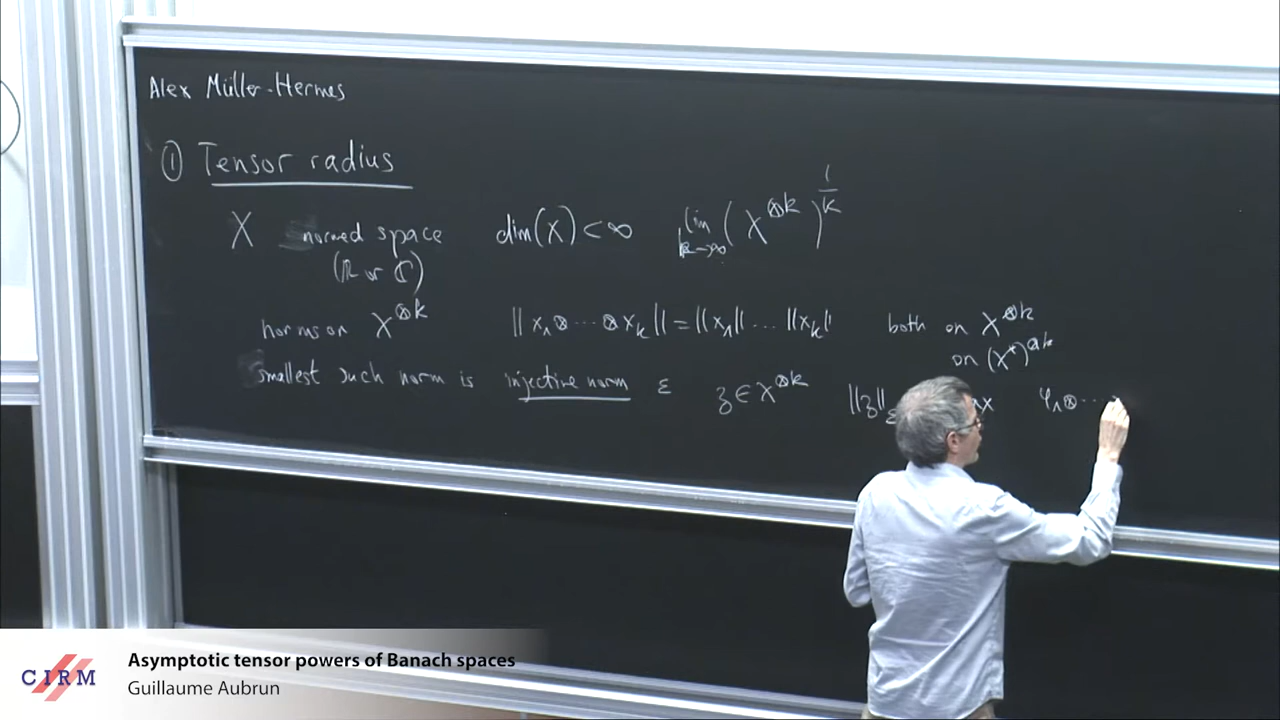 Alex Müller-Hermes
① Tensor radius
X normed space dim(X) < ∞ lim k→∞ (X^⊗k)^1/k
(ℝ or ℂ)
norms on X^⊗k ||x₁⊗⋯⊗x_k|| = ||x₁||…||x_k|| both on X^⊗k
on (X*)^⊗k
smallest such norm is injective norm ε z ∈ X^⊗k ||z||ε φ₁⊗⋯
CIRM
Asymptotic tensor powers of Banach spaces
Guillaume Aubrun